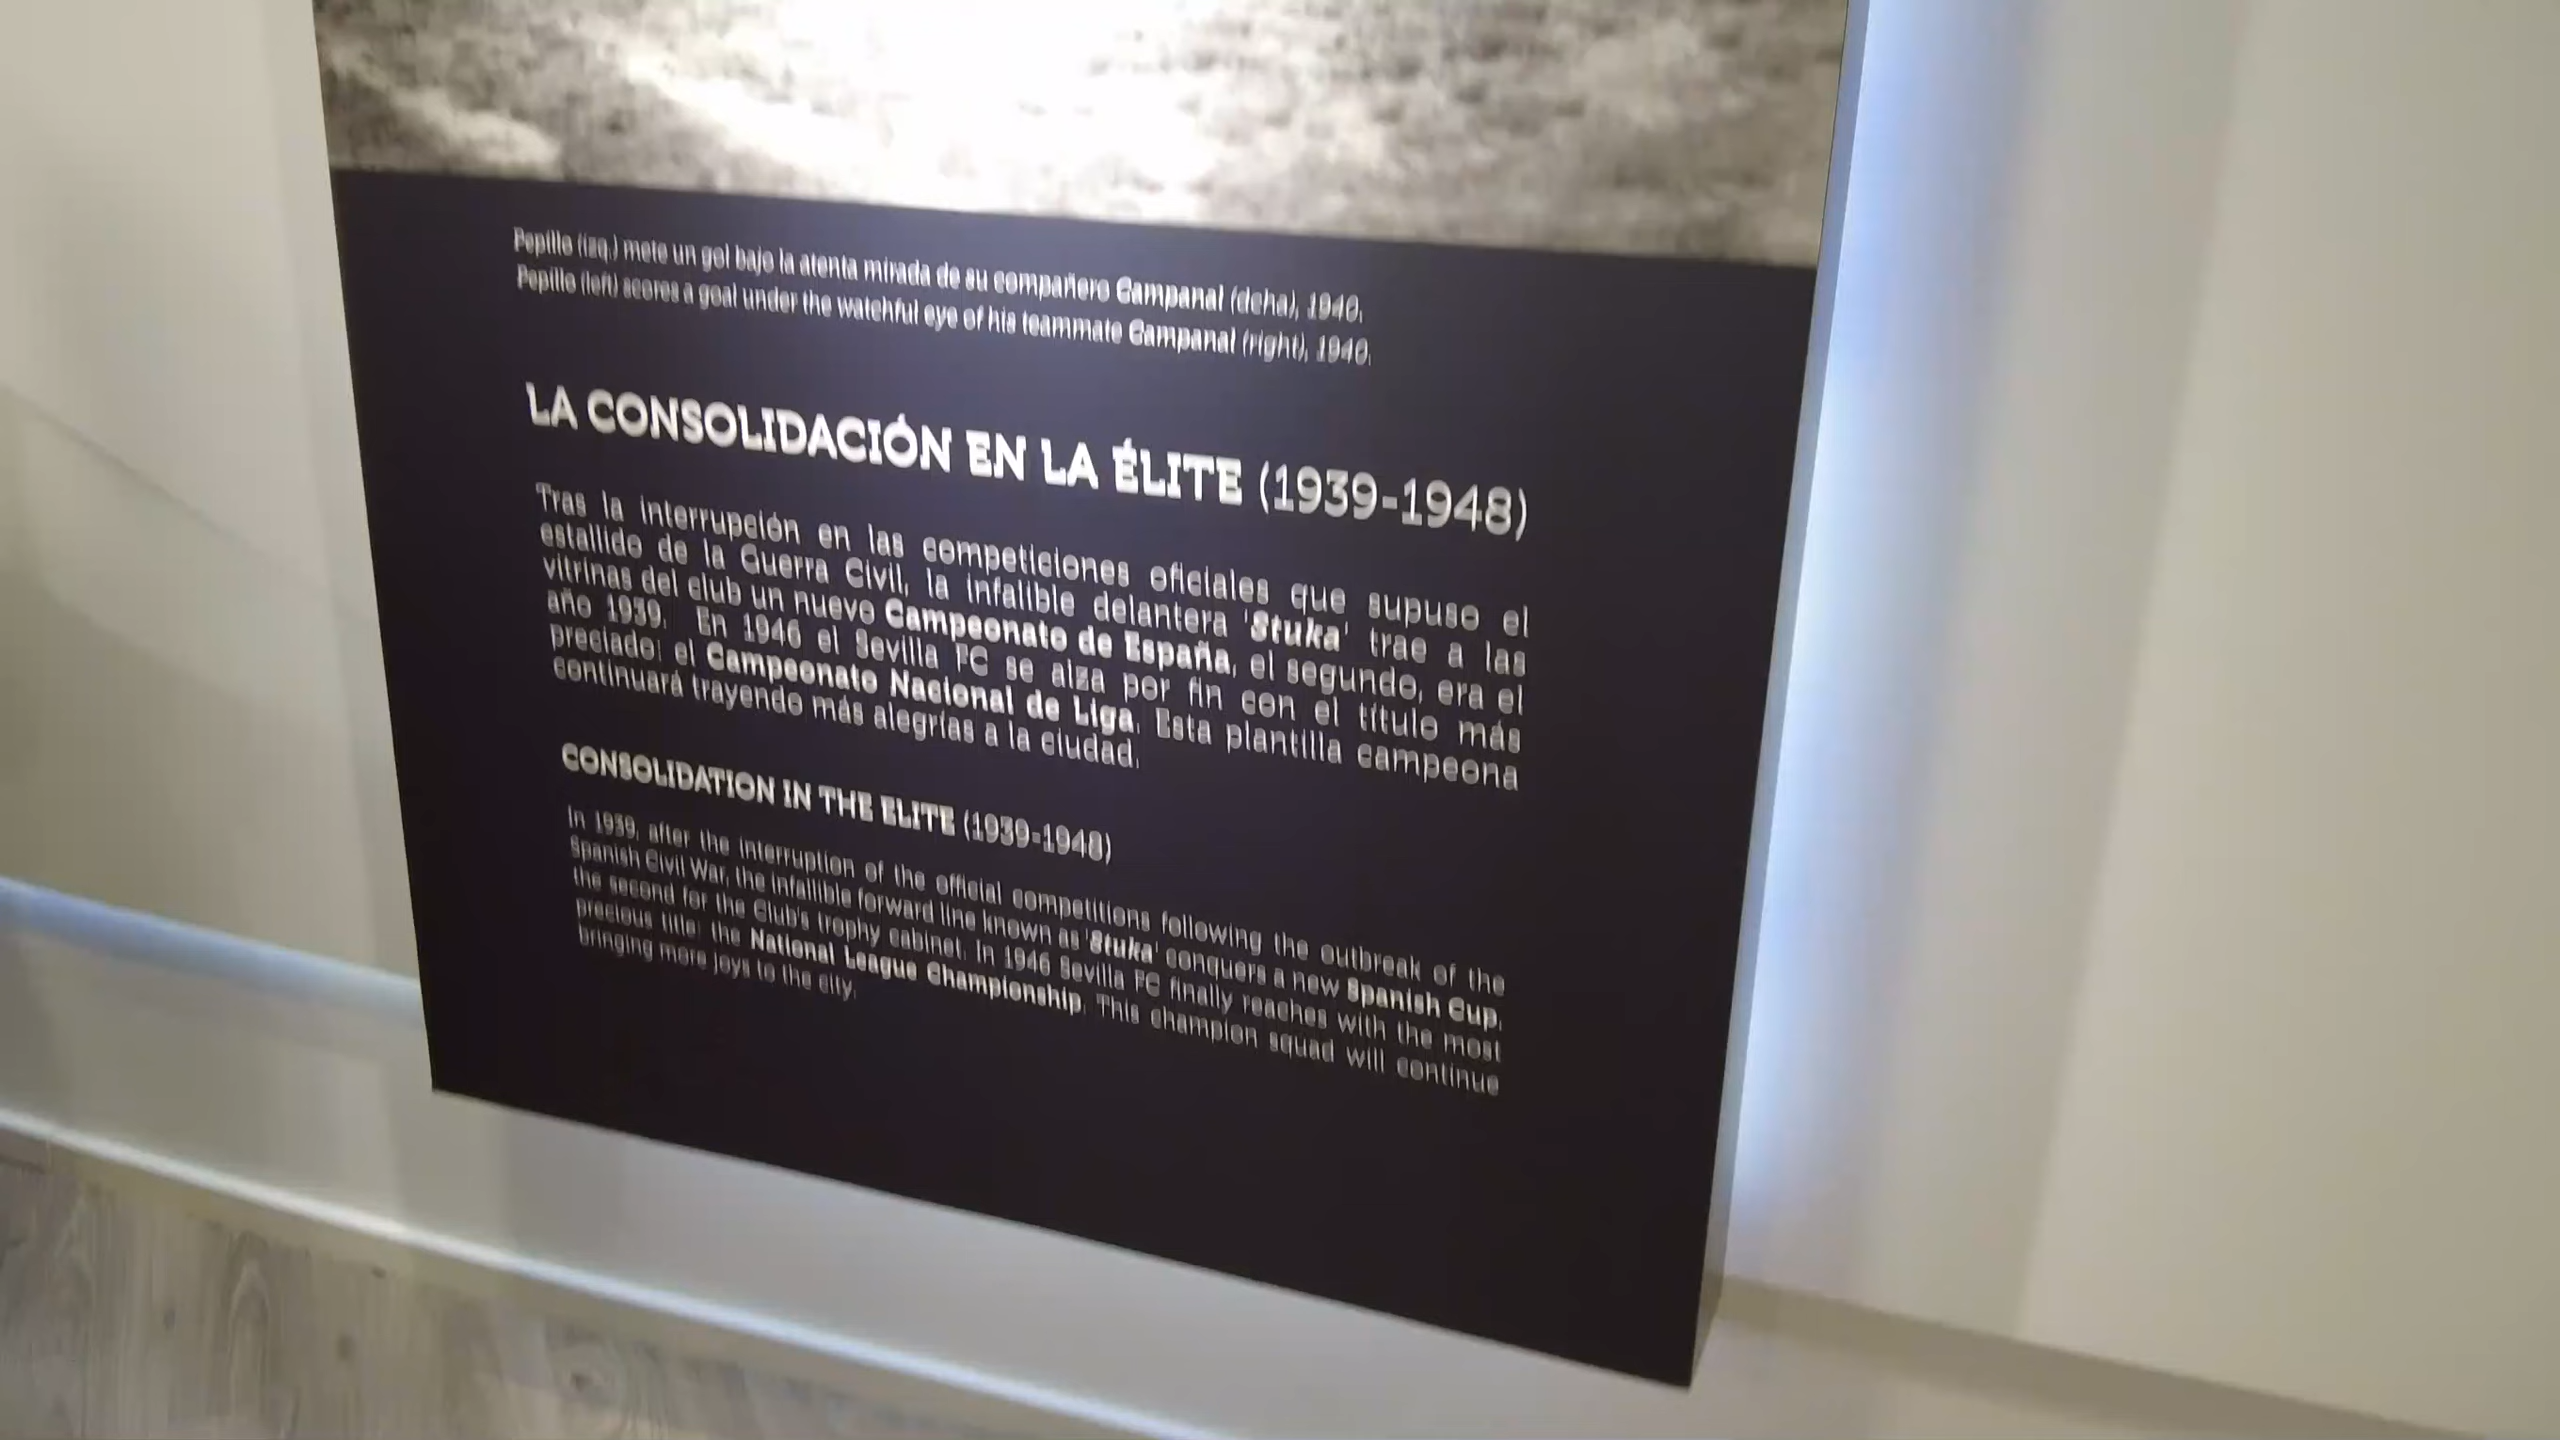 Pepillo (izq.) mete un gol bajo la atenta mirada de su compañero Campanal (dcha), 1940.
Pepillo (left) scores a goal under the watchful eye of his teammate Campanal (right), 1940.
LA CONSOLIDACIÓN EN LA ÉLITE (1939-1948)
Tras la interrupción en las competiciones oficiales que supuso el
estallido de la Guerra Civil, la infalible delantera 'Stuka' trae a las
vitrinas del club un nuevo Campeonato de España, el segundo, era el
año 1939. En 1946 el Sevilla FC se alza por fin con el título más
preciado: el Campeonato Nacional de Liga. Esta plantilla campeona
continuará trayendo más alegrías a la ciudad.
CONSOLIDATION IN THE ELITE (1939-1948)
In 1939, after the interruption of the official competitions following the outbreak of the
Spanish Civil War, the infallible forward line known as 'Stuka' conquers a new Spanish Cup,
the second for the Club's trophy cabinet. In 1946 Sevilla FC finally reaches with the most
precious title: the National League Championship. This champion squad will continue
bringing more joys to the city.